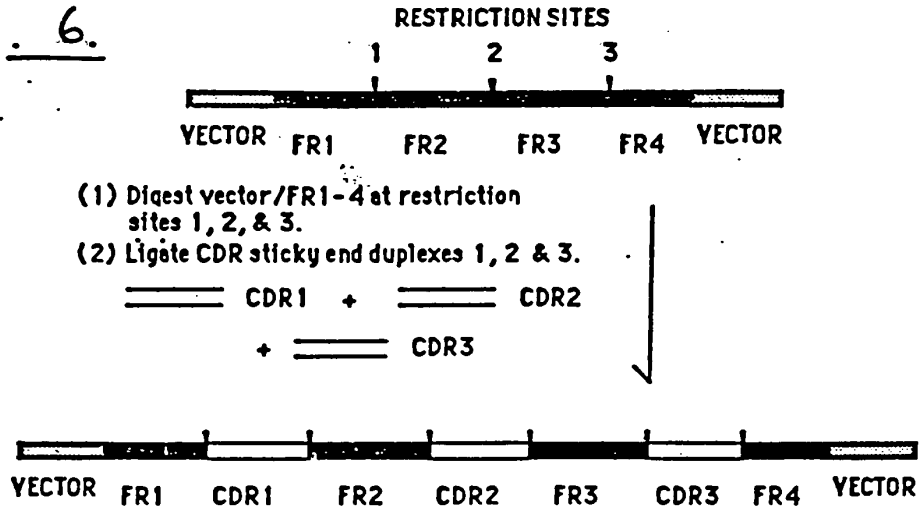 . 6.
RESTRICTION SITES
1 2 3
VECTOR FR1 FR2 FR3 FR4 VECTOR
(1) Digest vector/FR1-4 at restriction
sites 1, 2, & 3.
(2) Ligate CDR sticky end duplexes 1, 2 & 3.
CDR1 + CDR2
+ CDR3
VECTOR FR1 CDR1 FR2 CDR2 FR3 CDR3 FR4 VECTOR